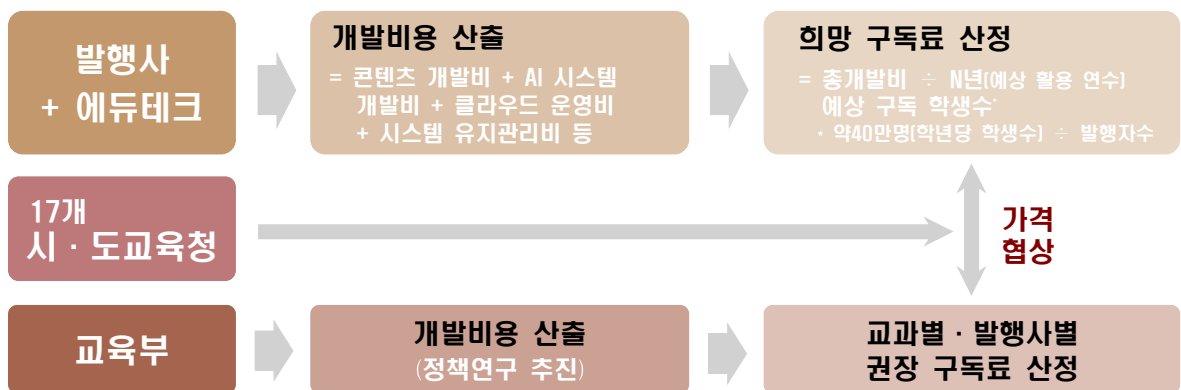 발행사
+ 에듀테크
개발비용 산출
= 콘텐츠 개발비 + AI 시스템
개발비 + 클라우드 운영비
+ 시스템 유지관리비 등
희망 구독료 산정
= 총개발비 ÷ N년(예상 활용 연수)
예상 구독 학생수*
* 약40만명(학년당 학생수) ÷ 발행자수
17개
시·도교육청
가격
협상
교육부
개발비용 산출
(정책연구 추진)
교과별·발행사별
권장 구독료 산정